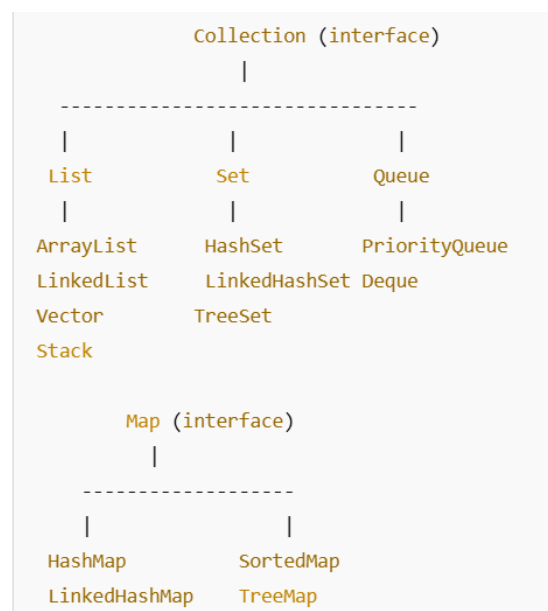 Collection (interface)
|
--------------------------------
| | |
List Set Queue
| | |
ArrayList HashSet PriorityQueue
LinkedList LinkedHashSet Deque
Vector TreeSet
Stack
Map (interface)
|
-------------------
| |
HashMap SortedMap
LinkedHashMap TreeMap